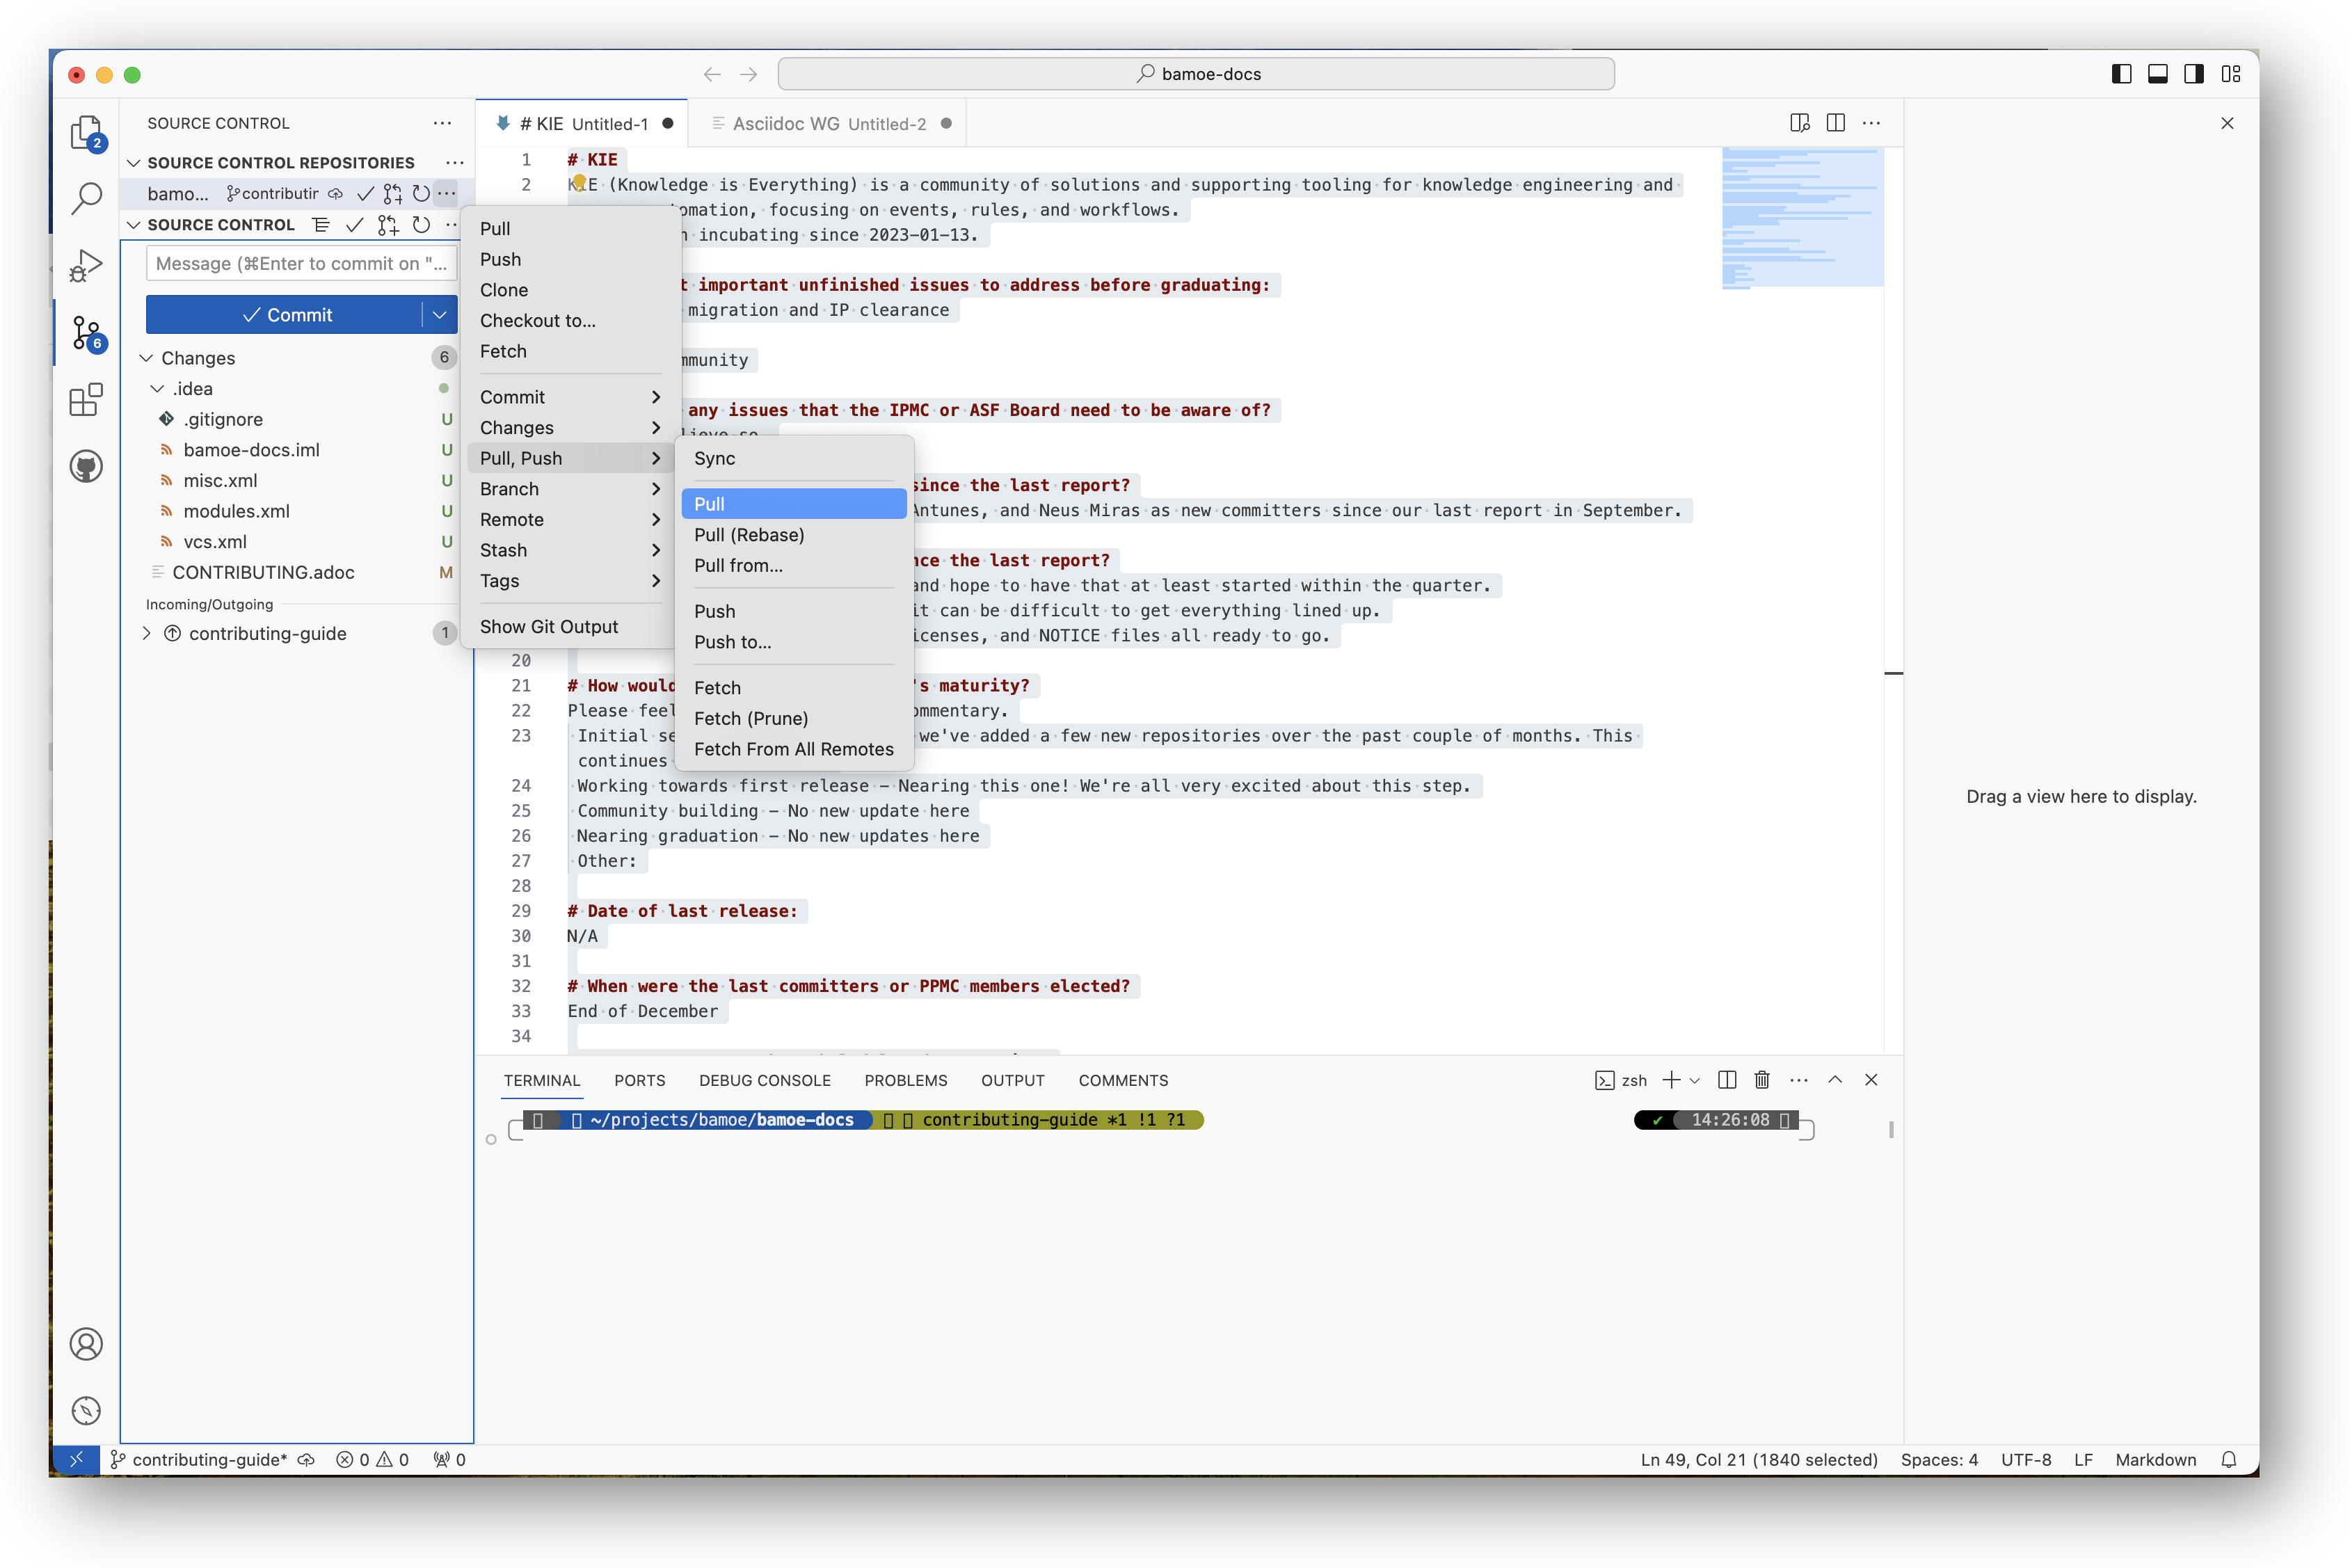 bamoe-docs
2
6
SOURCE CONTROL
SOURCE CONTROL REPOSITORIES
bamo... contributir
SOURCE CONTROL
Message (⌘Enter to commit on "...
Commit
Changes 6
.idea
.gitignore U
bamoe-docs.iml U
misc.xml U
modules.xml U
vcs.xml U
CONTRIBUTING.adoc M
Incoming/Outgoing
contributing-guide 1
Pull
Push
Clone
Checkout to...
Fetch
Commit
Changes
Pull, Push
Branch
Remote
Stash
Tags
Show Git Output
Sync
Pull
Pull (Rebase)
Pull from...
Push
Push to...
Fetch
Fetch (Prune)
Fetch From All Remotes
# KIE Untitled-1
Asciidoc WG Untitled-2
1 # KIE
2 KIE (Knowledge is Everything) is a community of solutions and supporting tooling for knowledge engineering and
omation, focusing on events, rules, and workflows.
incubating since 2023-01-13.
important unfinished issues to address before graduating:
migration and IP clearance
mmunity
any issues that the IPMC or ASF Board need to be aware of?
lieve so
since the last report?
Antunes, and Neus Miras as new committers since our last report in September.
nce the last report?
and hope to have that at least started within the quarter.
it can be difficult to get everything lined up.
icenses, and NOTICE files all ready to go.
20
21 # How would 's maturity?
22 Please feel ommentary.
23 Initial se we've added a few new repositories over the past couple of months. This
continues
24 Working towards first release - Nearing this one! We're all very excited about this step.
25 Community building - No new update here
26 Nearing graduation - No new updates here
27 Other:
28
29 # Date of last release:
30 N/A
31
32 # When were the last committers or PPMC members elected?
33 End of December
34
Drag a view here to display.
TERMINAL PORTS DEBUG CONSOLE PROBLEMS OUTPUT COMMENTS
zsh
~/projects/bamoe/bamoe-docs contributing-guide *1 !1 ?1 ✔ 14:26:08
contributing-guide* 0 0 0
Ln 49, Col 21 (1840 selected) Spaces: 4 UTF-8 LF Markdown